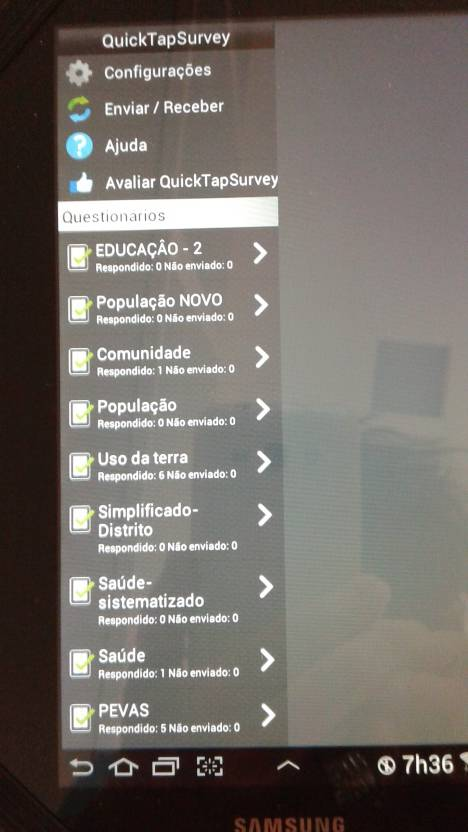 QuickTapSurvey
Configurações
Enviar / Receber
Ajuda
Avaliar QuickTapSurvey
Questionários
EDUCAÇÂO - 2
Respondido: 0 Não enviado: 0
População NOVO
Respondido: 0 Não enviado: 0
Comunidade
Respondido: 1 Não enviado: 0
População
Respondido: 0 Não enviado: 0
Uso da terra
Respondido: 6 Não enviado: 0
Simplificado-
Distrito
Respondido: 0 Não enviado: 0
Saúde-
sistematizado
Respondido: 0 Não enviado: 0
Saúde
Respondido: 1 Não enviado: 0
PEVAS
Respondido: 5 Não enviado: 0
7h36
SAMSUNG